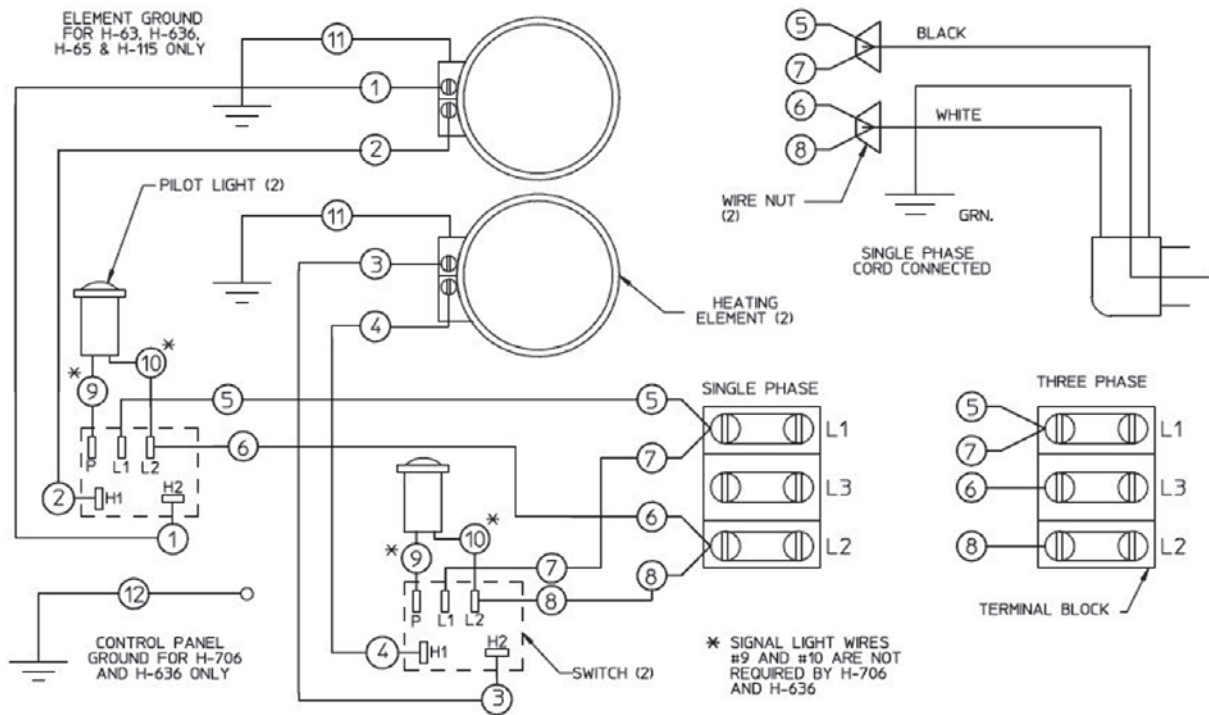 ELEMENT GROUND
FOR H-63, H-636,
H-65 & H-115 ONLY
11
1
2
PILOT LIGHT (2)
11
3
4
HEATING
ELEMENT (2)
5
7
BLACK
6
8
WHITE
WIRE NUT
(2)
GRN.
SINGLE PHASE
CORD CONNECTED
* 10
* 9
5
6
P L1 L2
2 H1 H2
1
* 10
* 9
7
8
P L1 L2
4 H1 H2
3
SWITCH (2)
SINGLE PHASE
5
7
L1
L3
6
8
L2
THREE PHASE
5
7
L1
6 L3
8 L2
TERMINAL BLOCK
12
CONTROL PANEL
GROUND FOR H-706
AND H-636 ONLY
* SIGNAL LIGHT WIRES
#9 AND #10 ARE NOT
REQUIRED BY H-706
AND H-636